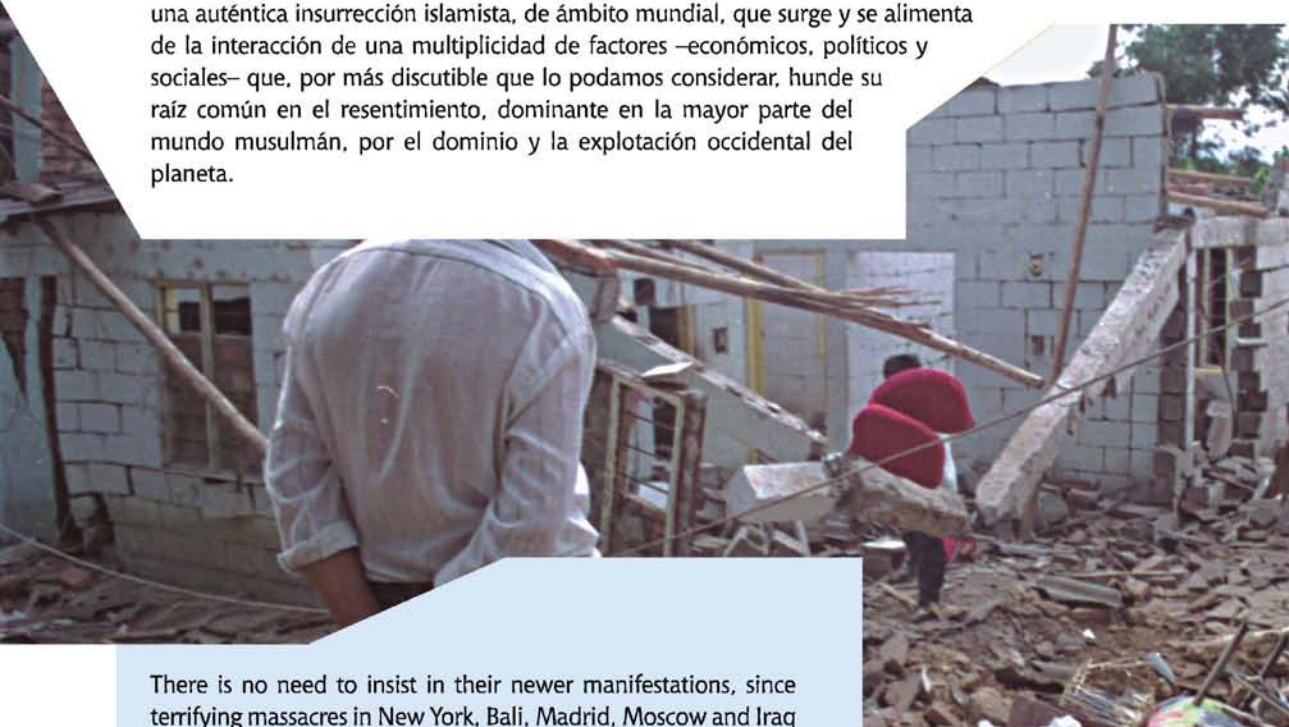 una auténtica insurrección islamista, de ámbito mundial, que surge y se alimenta
de la interacción de una multiplicidad de factores –económicos, políticos y
sociales– que, por más discutible que lo podamos considerar, hunde su
raíz común en el resentimiento, dominante en la mayor parte del
mundo musulmán, por el dominio y la explotación occidental del
planeta.
There is no need to insist in their newer manifestations, since
terrifying massacres in New York, Bali, Madrid, Moscow and Iraq